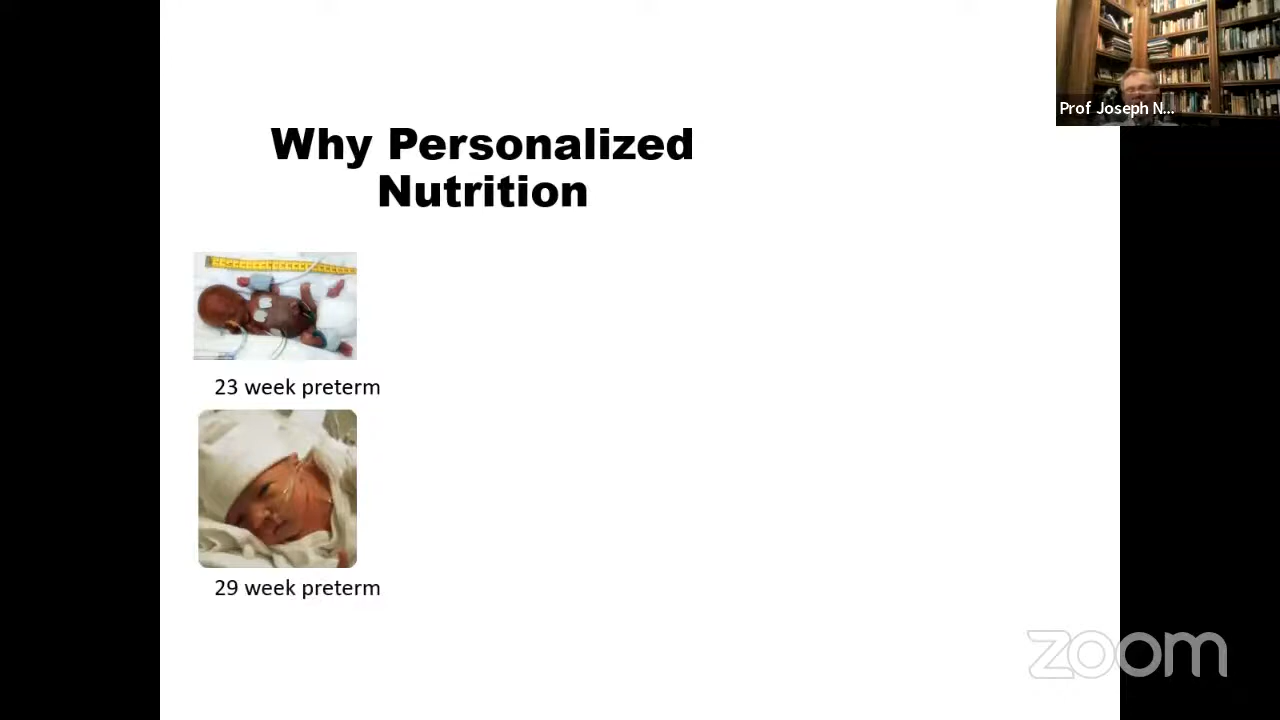 Why Personalized
Nutrition
Prof Joseph N...
23 week preterm
29 week preterm
zoom